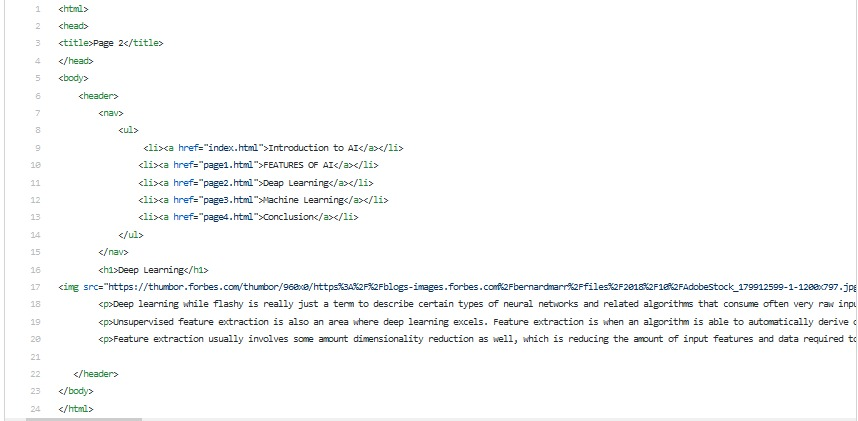 1 <html>
2 <head>
3 <title>Page 2</title>
4 </head>
5 <body>
6 <header>
7 <nav>
8 <ul>
9 <li><a href="index.html">Introduction to AI</a></li>
10 <li><a href="page1.html">FEATURES OF AI</a></li>
11 <li><a href="page2.html">Deap Learning</a></li>
12 <li><a href="page3.html">Machine Learning</a></li>
13 <li><a href="page4.html">Conclusion</a></li>
14 </ul>
15 </nav>
16 <h1>Deep Learning</h1>
17 <img src="https://thumbor.forbes.com/thumbor/960x0/https%3A%2F%2Fblogs-images.forbes.com%2Fbernardmarr%2Ffiles%2F2018%2F10%2FAdobeStock_179912599-1-1200x797.jpg
18 <p>Deep learning while flashy is really just a term to describe certain types of neural networks and related algorithms that consume often very raw inpu
19 <p>Unsupervised feature extraction is also an area where deep learning excels. Feature extraction is when an algorithm is able to automatically derive
20 <p>Feature extraction usually involves some amount dimensionality reduction as well, which is reducing the amount of input features and data required to
21
22 </header>
23 </body>
24 </html>